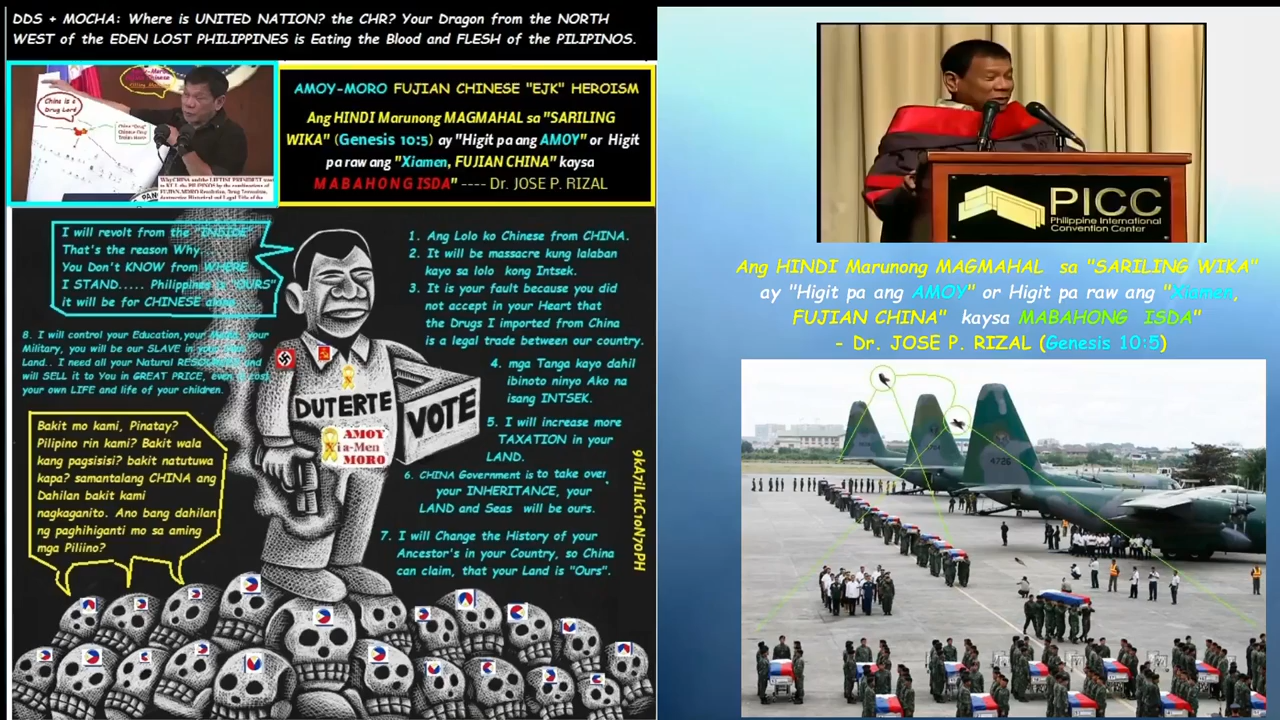 DDS + MOCHA: Where is UNITED NATION? the CHR? Your Dragon from the NORTH
WEST of the EDEN LOST PHILIPPINES is Eating the Blood and FLESH of the PILIPINOS.
China is a
Drug Lord
AMOY-MORO FUJIAN CHINESE "EJK" HEROISM
Ang HINDI Marunong MAGMAHAL sa "SARILING
WIKA" (Genesis 10:5) ay "Higit pa ang AMOY" or Higit
pa raw ang "Xiamen, FUJIAN CHINA" kaysa
MABAHONG ISDA" ---- Dr. JOSE P. RIZAL
I will revolt from the "INSIDE"
That's the reason Why
You Don't KNOW from WHERE
I STAND..... Philippines is "OURS"
it will be for CHINESE
8. I will control your Education, your
Military, you will be our SLAVE in
Land.. I need all your Natural and
will SELL it to You in GREAT PRICE, even
your own LIFE and life of your children.
Bakit mo kami, Pinatay?
Pilipino rin kami? Bakit wala
kang pagsisi? bakit natutuwa
kapa? samantalang CHINA ang
Dahilan bakit kami
nagkaganito. Ano bang dahilan
ng paghihiganti mo sa aming
mga Piliino?
1. Ang Lolo ko Chinese from CHINA.
2. It will be massacre kung lalaban
kayo sa lolo kong Intsek.
3. It is your fault because you did
not accept in your Heart that
the Drugs I imported from China
is a legal trade between our country.
4. mga Tanga kayo dahil
ibinoto ninyo Ako na
isang INTSEK.
5. I will increase more
TAXATION in your
LAND.
6. CHINA Government is to take over
your INHERITANCE, your
LAND and Seas will be ours.
7. I will Change the History of your
Ancestor's in your Country, so China
can claim, that your Land is "Ours".
DUTERTE
VOTE
AMOY
Xia-Men
MORO
9kA7iL1kC1oN7oPH
PICC
Philippine International
Convention Center
Ang HINDI Marunong MAGMAHAL sa "SARILING WIKA"
ay "Higit pa ang AMOY" or Higit pa raw ang "Xiamen,
FUJIAN CHINA" kaysa MABAHONG ISDA"
- Dr. JOSE P. RIZAL (Genesis 10:5)
4726